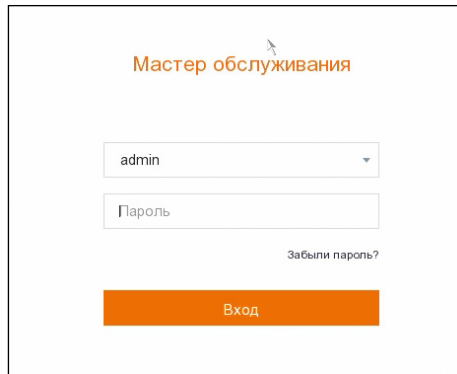 Мастер обслуживания
admin
Пароль
Забыли пароль?
Вход